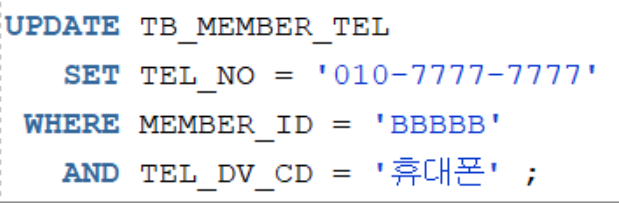 UPDATE TB_MEMBER_TEL
SET TEL_NO = '010-7777-7777'
WHERE MEMBER_ID = 'BBBBB'
AND TEL_DV_CD = '휴대폰' ;